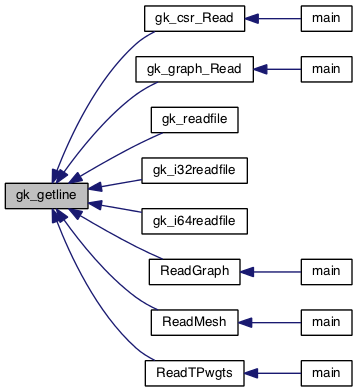 gk_csr_Read main
gk_graph_Read main
gk_readfile
gk_i32readfile
gk_getline
gk_i64readfile
ReadGraph main
ReadMesh main
ReadTPwgts main